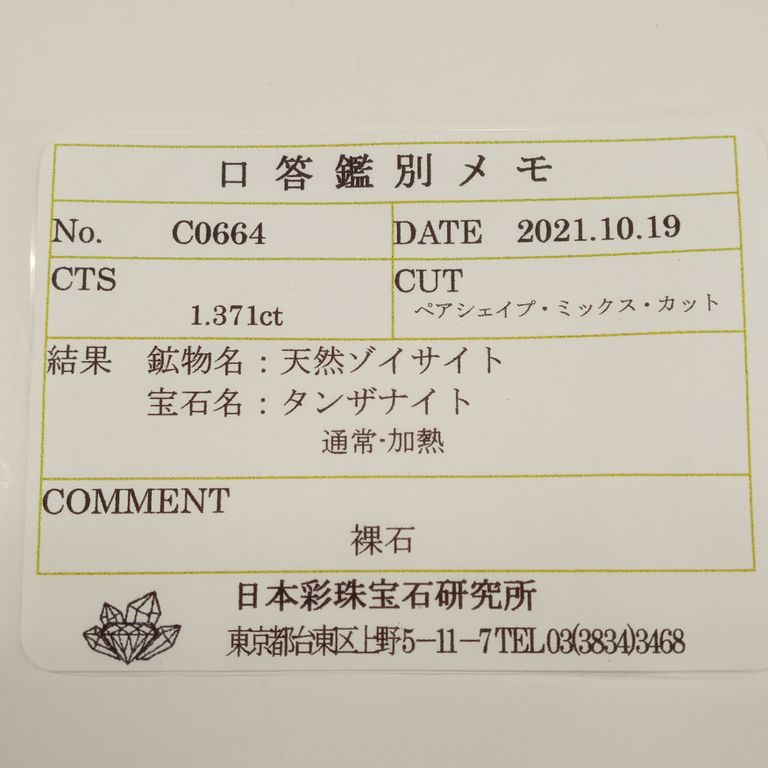 口答鑑別メモ
No. C0664 DATE 2021.10.19
CTS CUT
1.371ct ペアシェイプ・ミックス・カット
結果 鉱物名：天然ゾイサイト
宝石名：タンザナイト
通常・加熱
COMMENT
裸石
日本彩珠宝石研究所
東京都台東区上野5－11－7 TEL 03(3834)3468